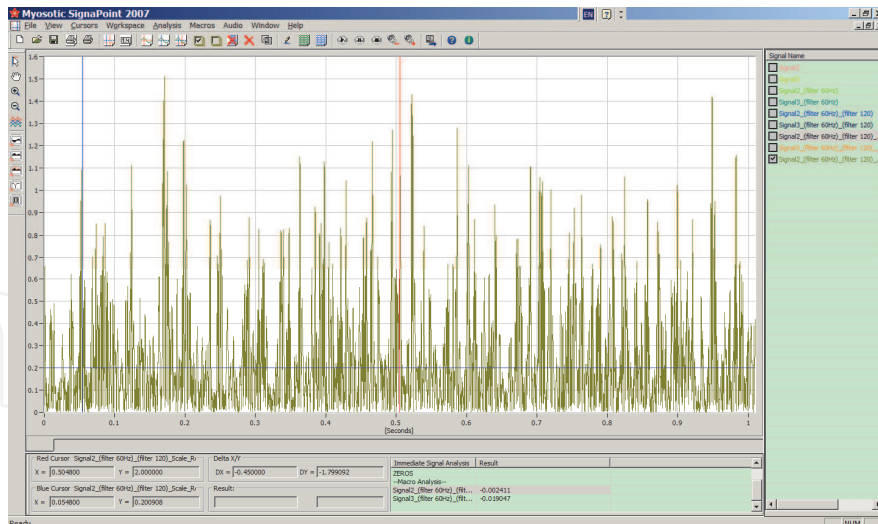 Myosotic SignaPoint 2007
EN
File View Cursors Workspace Analysis Macros Audio Window Help
Signal Name
Signal2_(filter 60Hz)
Signal3_(filter 60Hz)
Signal2_(filter 60Hz)_(filter 120)
Signal3_(filter 60Hz)_(filter 120)
Signal2_(filter 60Hz)_(filter 120)_
Signal3_(filter 60Hz)_(filter 120)_
Signal2_(filter 60Hz)_(filter 120)_
1.6
1.5
1.4
1.3
1.2
1.1
1
0.9
0.8
0.7
0.6
0.5
0.4
0.3
0.2
0.1
0
0 0.1 0.2 0.3 0.4 0.5 0.6 0.7 0.8 0.9 1
[Seconds]
Red Cursor Signal2_(filter 60Hz)_(filter 120)_Scale_R
X = 0.504800 Y = 2.000000
Delta X/Y
DX = -0.450000 DY = -1.799092
Blue Cursor Signal2_(filter 60Hz)_(filter 120)_Scale_R
X = 0.054800 Y = 0.200908
Result:
Immediate Signal Analysis Result
ZEROS
--Macro Analysis--
Signal2_(filter 60Hz)_(filt... -0.002411
Signal3_(filter 60Hz)_(filt... -0.019047
Ready
NUM